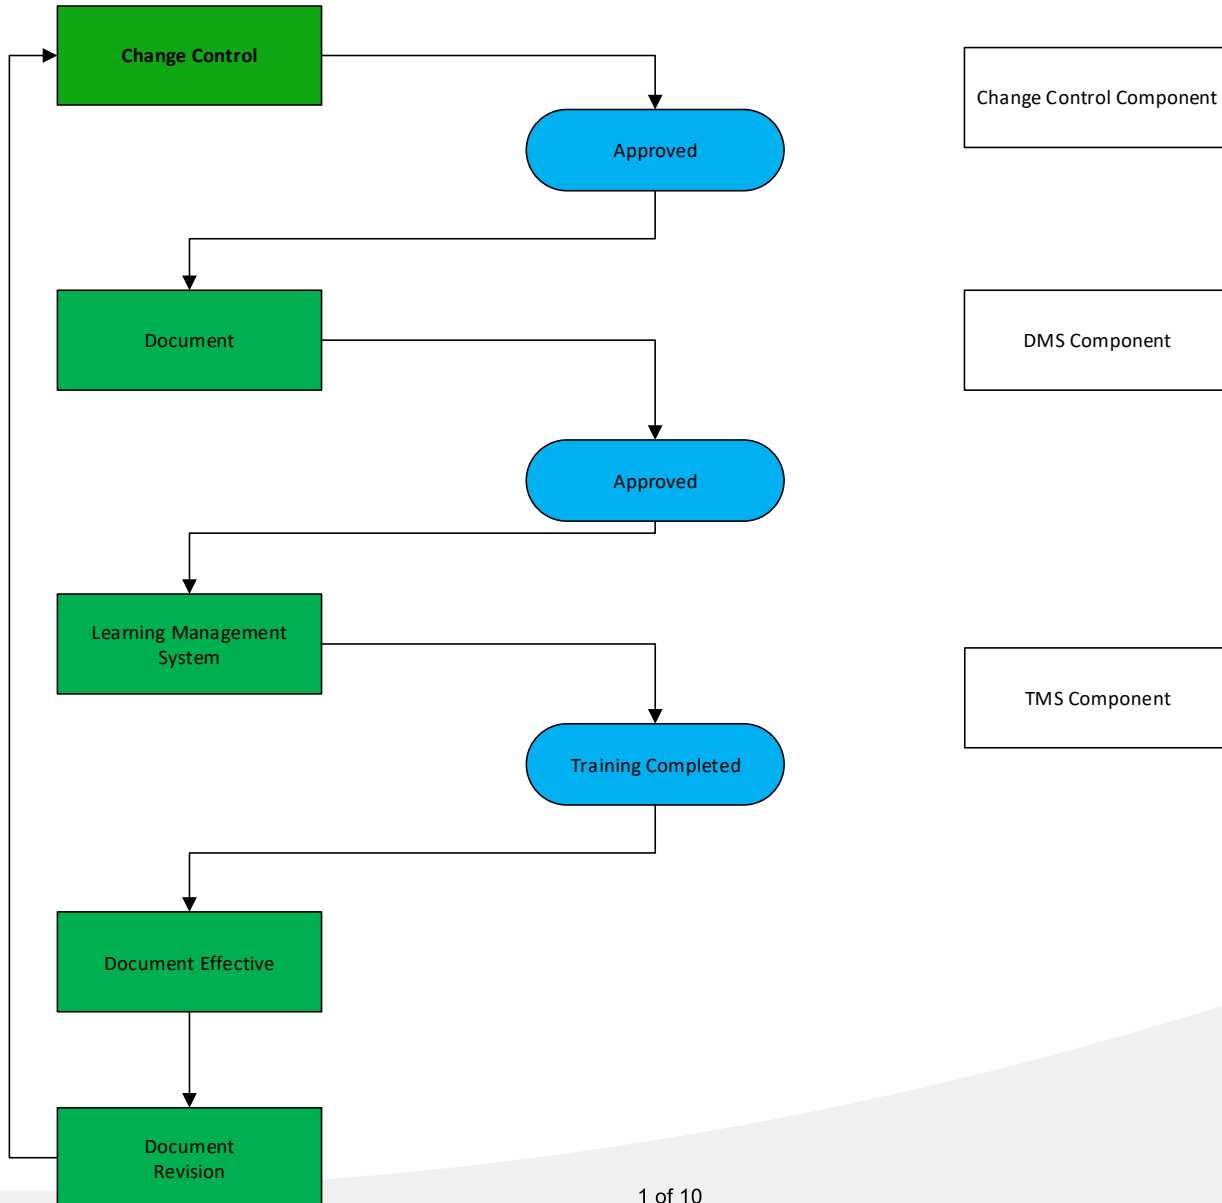 Change Control
Change Control Component
Approved
Document
DMS Component
Approved
Learning Management
System
TMS Component
Training Completed
Document Effective
Document
Revision
1 of 10